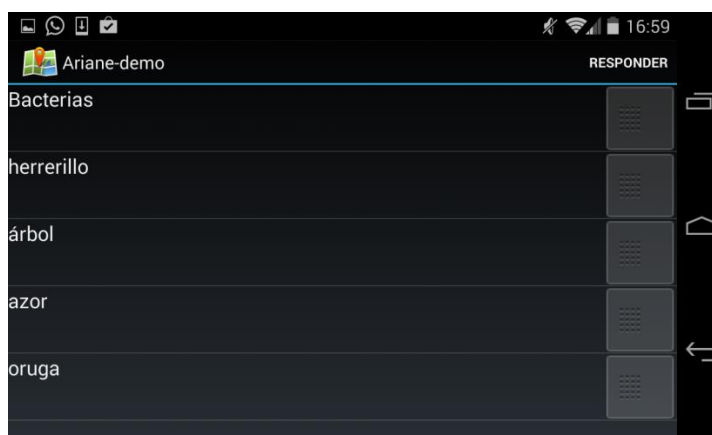 16:59
Ariane-demo
RESPONDER
Bacterias
herrerillo
árbol
azor
oruga